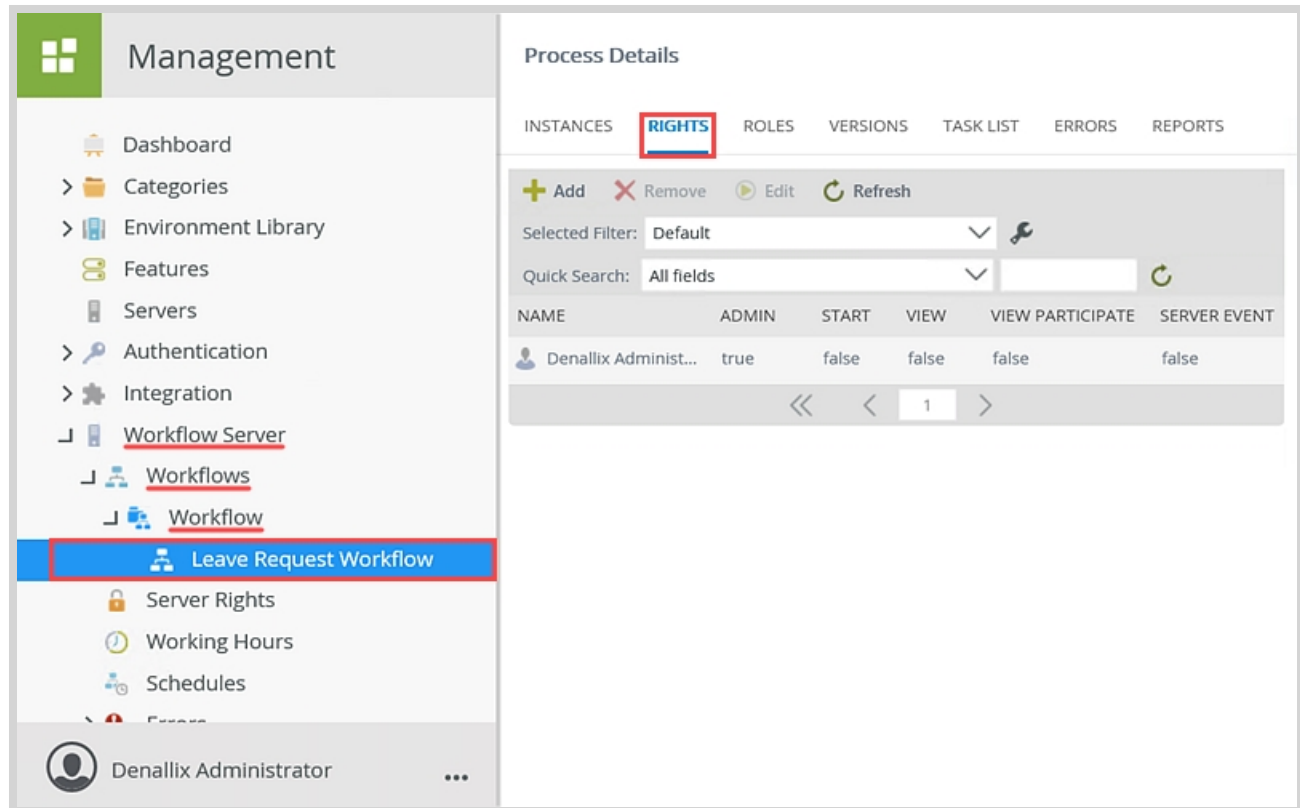 Management
Dashboard
Categories
Environment Library
Features
Servers
Authentication
Integration
Workflow Server
Workflows
Workflow
Leave Request Workflow
Server Rights
Working Hours
Schedules
Errors
Denallix Administrator
Process Details
INSTANCES RIGHTS ROLES VERSIONS TASK LIST ERRORS REPORTS
Add Remove Edit Refresh
Selected Filter: Default
Quick Search: All fields
NAME ADMIN START VIEW VIEW PARTICIPATE SERVER EVENT
Denallix Administ... true false false false false
1